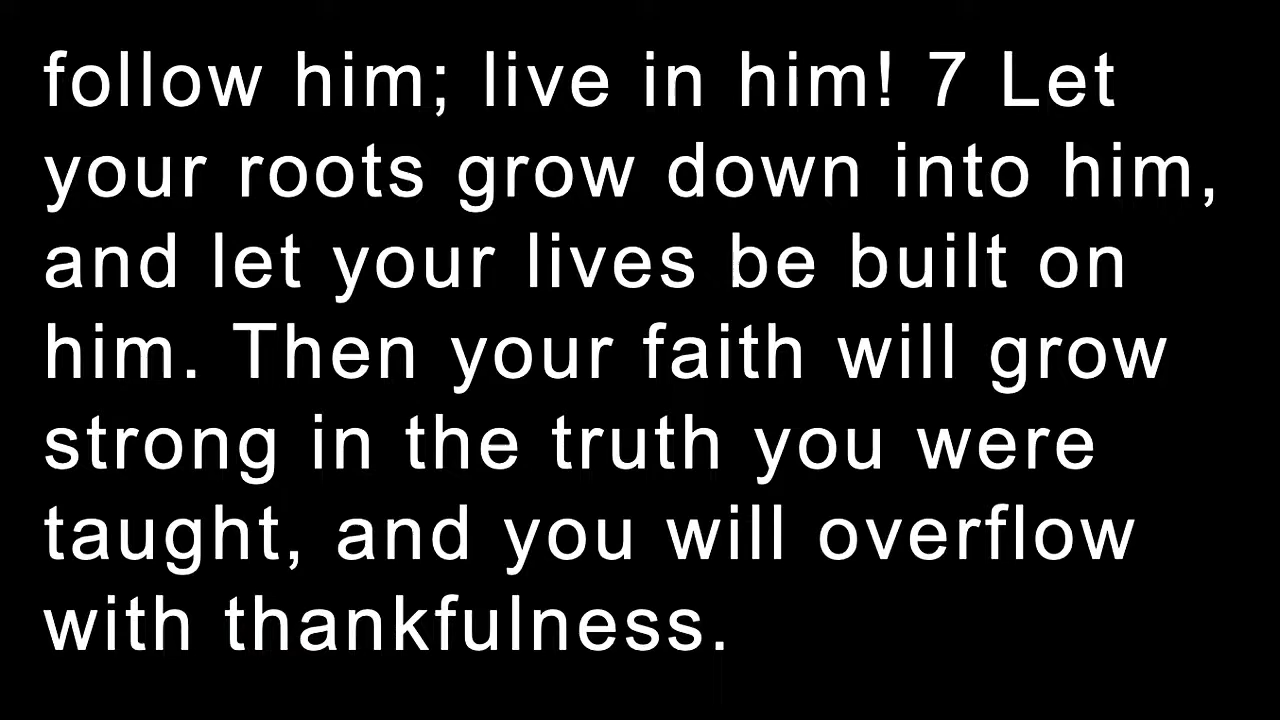 follow him; live in him! 7 Let
your roots grow down into him,
and let your lives be built on
him. Then your faith will grow
strong in the truth you were
taught, and you will overflow
with thankfulness.